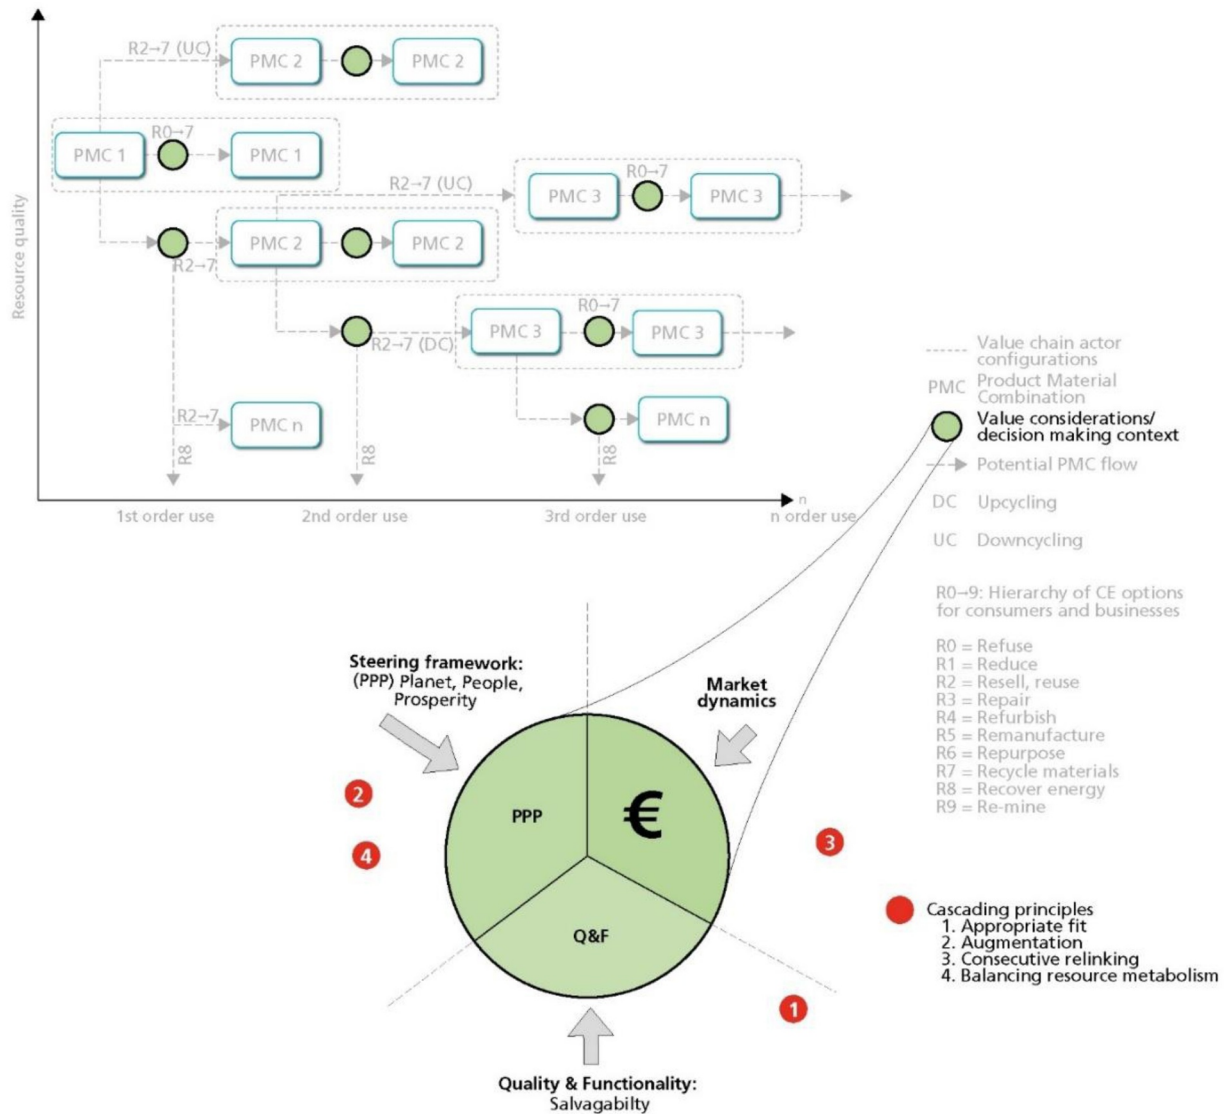 Resource quality
R2→7 (UC)
PMC 2
PMC 2
R0→7
PMC 1
PMC 1
R2→7 (UC)
R0→7
PMC 3
PMC 3
R2→7
PMC 2
PMC 2
R0→7
R2→7 (DC)
PMC 3
PMC 3
R2→7
PMC n
PMC n
R8
R8
R8
n
1st order use
2nd order use
3rd order use
n order use
Value chain actor
configurations
PMC Product Material
Combination
Value considerations/
decision making context
Potential PMC flow
DC Upcycling
UC Downcycling
R0→9: Hierarchy of CE options
for consumers and businesses
R0 = Refuse
R1 = Reduce
R2 = Resell, reuse
R3 = Repair
R4 = Refurbish
R5 = Remanufacture
R6 = Repurpose
R7 = Recycle materials
R8 = Recover energy
R9 = Re-mine
Steering framework:
(PPP) Planet, People,
Prosperity
Market
dynamics
PPP
€
Q&F
2
4
3
1
Quality & Functionality:
Salvagabilty
Cascading principles
1. Appropriate fit
2. Augmentation
3. Consecutive relinking
4. Balancing resource metabolism